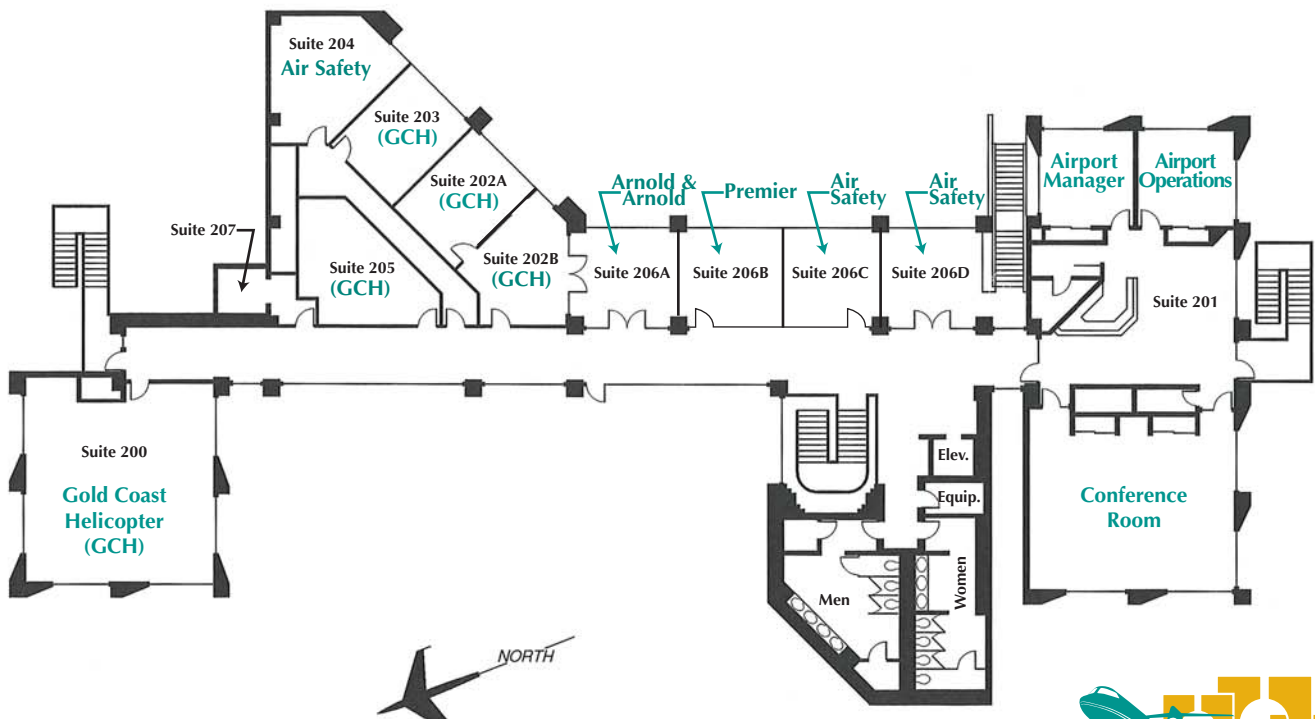 Suite 204
Air Safety
Suite 203
(GCH)
Suite 202A
(GCH)
Suite 202B
(GCH)
Suite 205
(GCH)
Suite 207
Arnold &
Arnold
Premier
Air
Safety
Air
Safety
Suite 206A
Suite 206B
Suite 206C
Suite 206D
Airport
Manager
Airport
Operations
Suite 201
Suite 200
Gold Coast
Helicopter
(GCH)
Elev.
Equip.
Men
Women
Conference
Room
NORTH